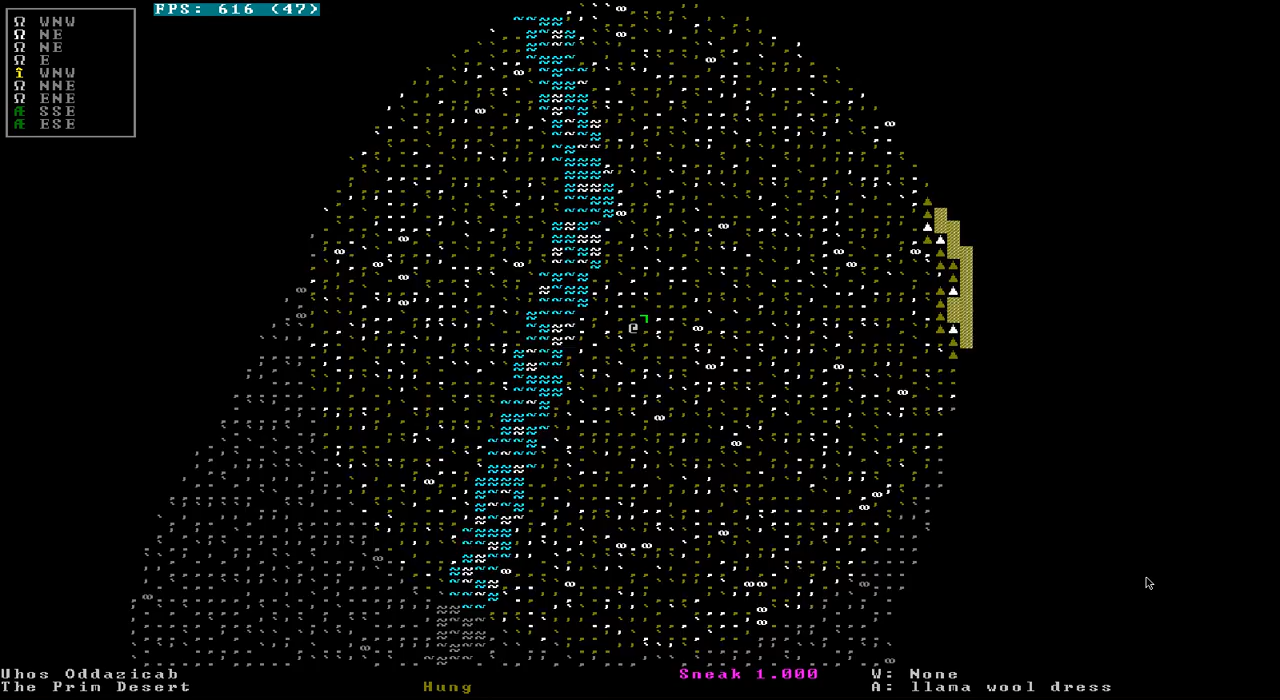 FPS: 616 (47)
Ω WNW
Ω NE
Ω NE
Ω E
î WNW
Ω NNE
Ω ENE
Æ SSE
Æ ESE
Uhos Oddazicab
The Prim Desert
Hung
Sneak 1.000
W: None
A: llama wool dress